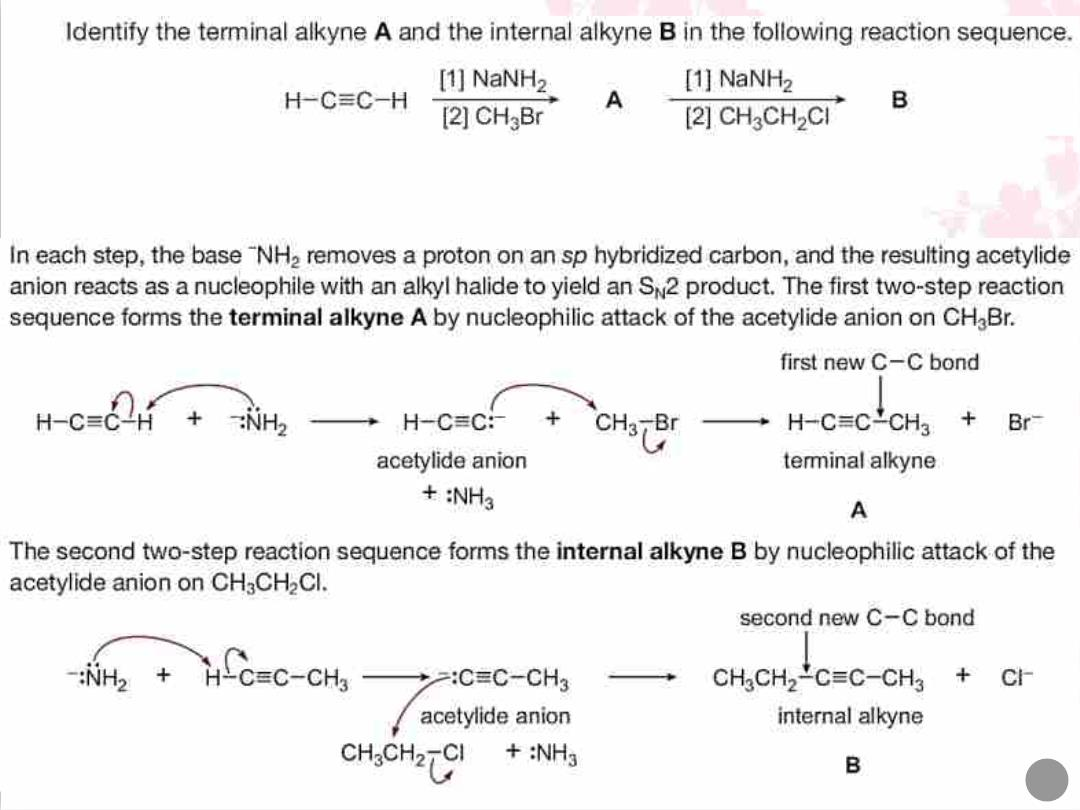 Identify the terminal alkyne A and the internal alkyne B in the following reaction sequence.
H−C≡C−H [1] NaNH₂ [2] CH₃Br A [1] NaNH₂ [2] CH₃CH₂Cl B
In each step, the base ⁻NH₂ removes a proton on an sp hybridized carbon, and the resulting acetylide
anion reacts as a nucleophile with an alkyl halide to yield an S_N2 product. The first two-step reaction
sequence forms the terminal alkyne A by nucleophilic attack of the acetylide anion on CH₃Br.
first new C−C bond
H−C≡C−H + ⁻:N̈H₂ ⟶ H−C≡C:⁻ + CH₃−Br ⟶ H−C≡C−CH₃ + Br⁻
acetylide anion terminal alkyne
+ :NH₃
A
The second two-step reaction sequence forms the internal alkyne B by nucleophilic attack of the
acetylide anion on CH₃CH₂Cl.
second new C−C bond
⁻:N̈H₂ + H−C≡C−CH₃ ⟶ ⁻:C≡C−CH₃ ⟶ CH₃CH₂−C≡C−CH₃ + Cl⁻
acetylide anion internal alkyne
CH₃CH₂−Cl + :NH₃
B